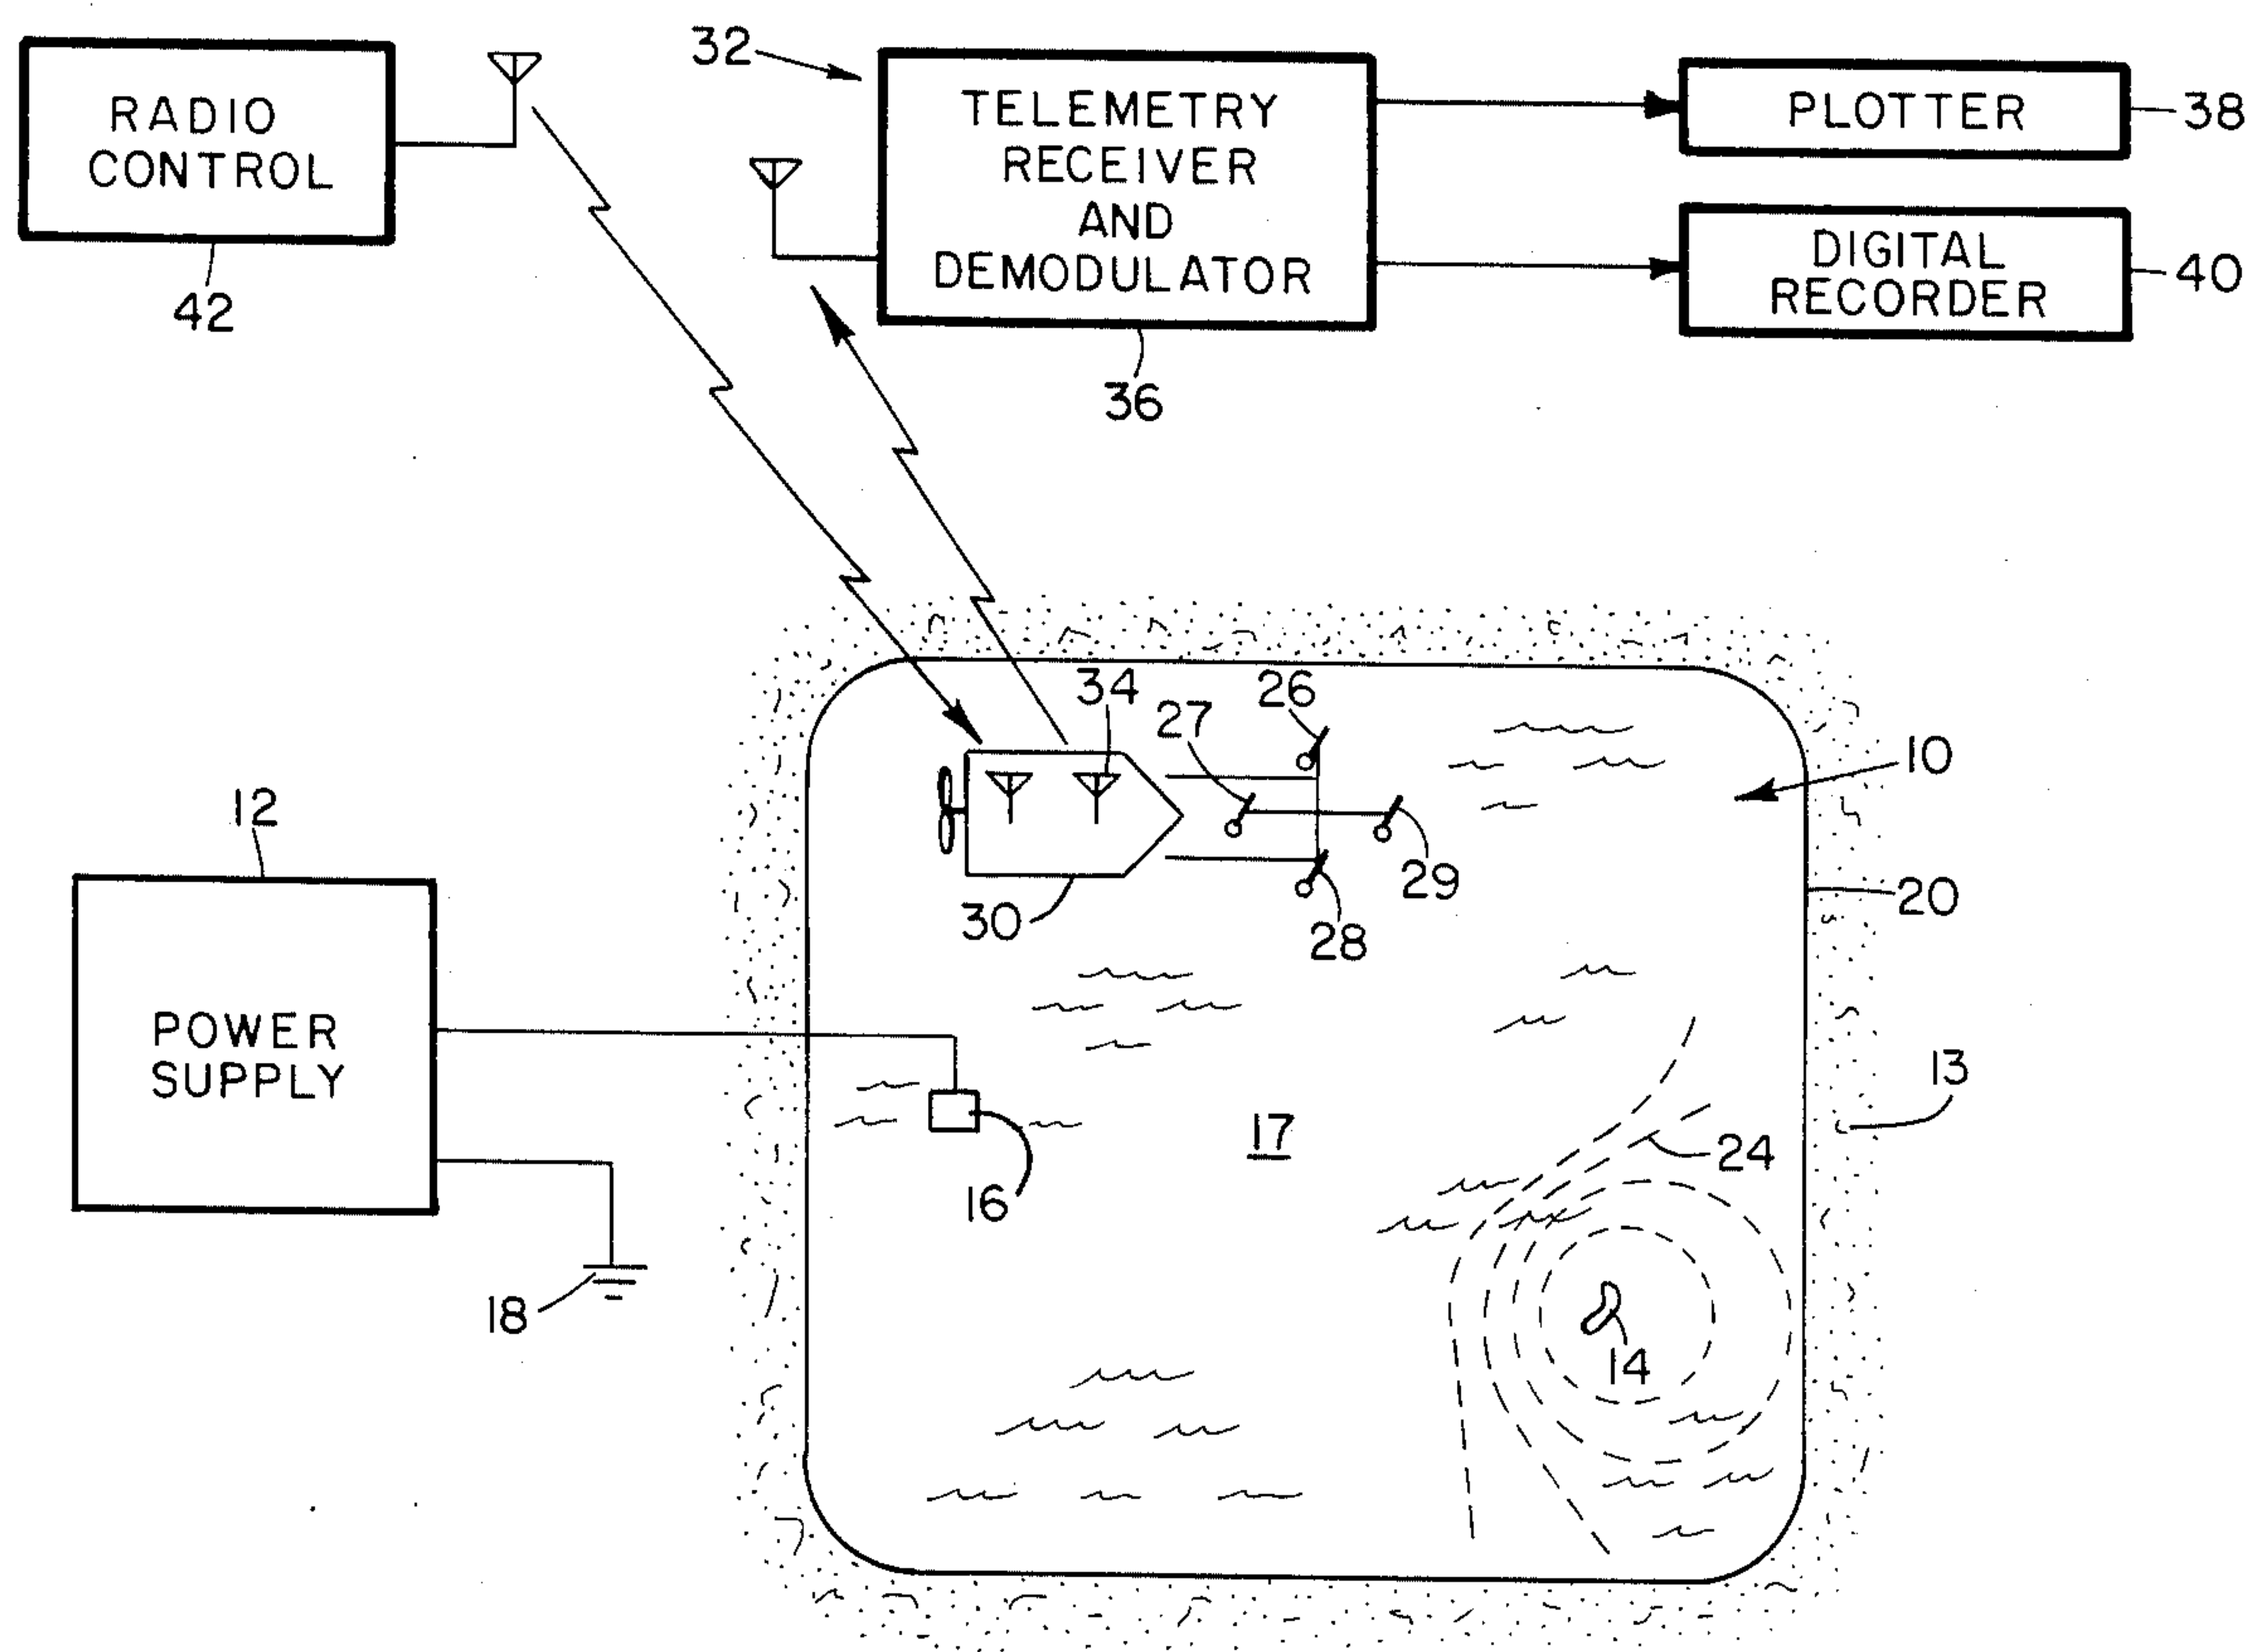 RADIO
CONTROL
42
32
TELEMETRY
RECEIVER
AND
DEMODULATOR
36
PLOTTER
38
DIGITAL
RECORDER
40
34
26
27
10
29
20
30
28
12
POWER
SUPPLY
13
17
24
16
18
14